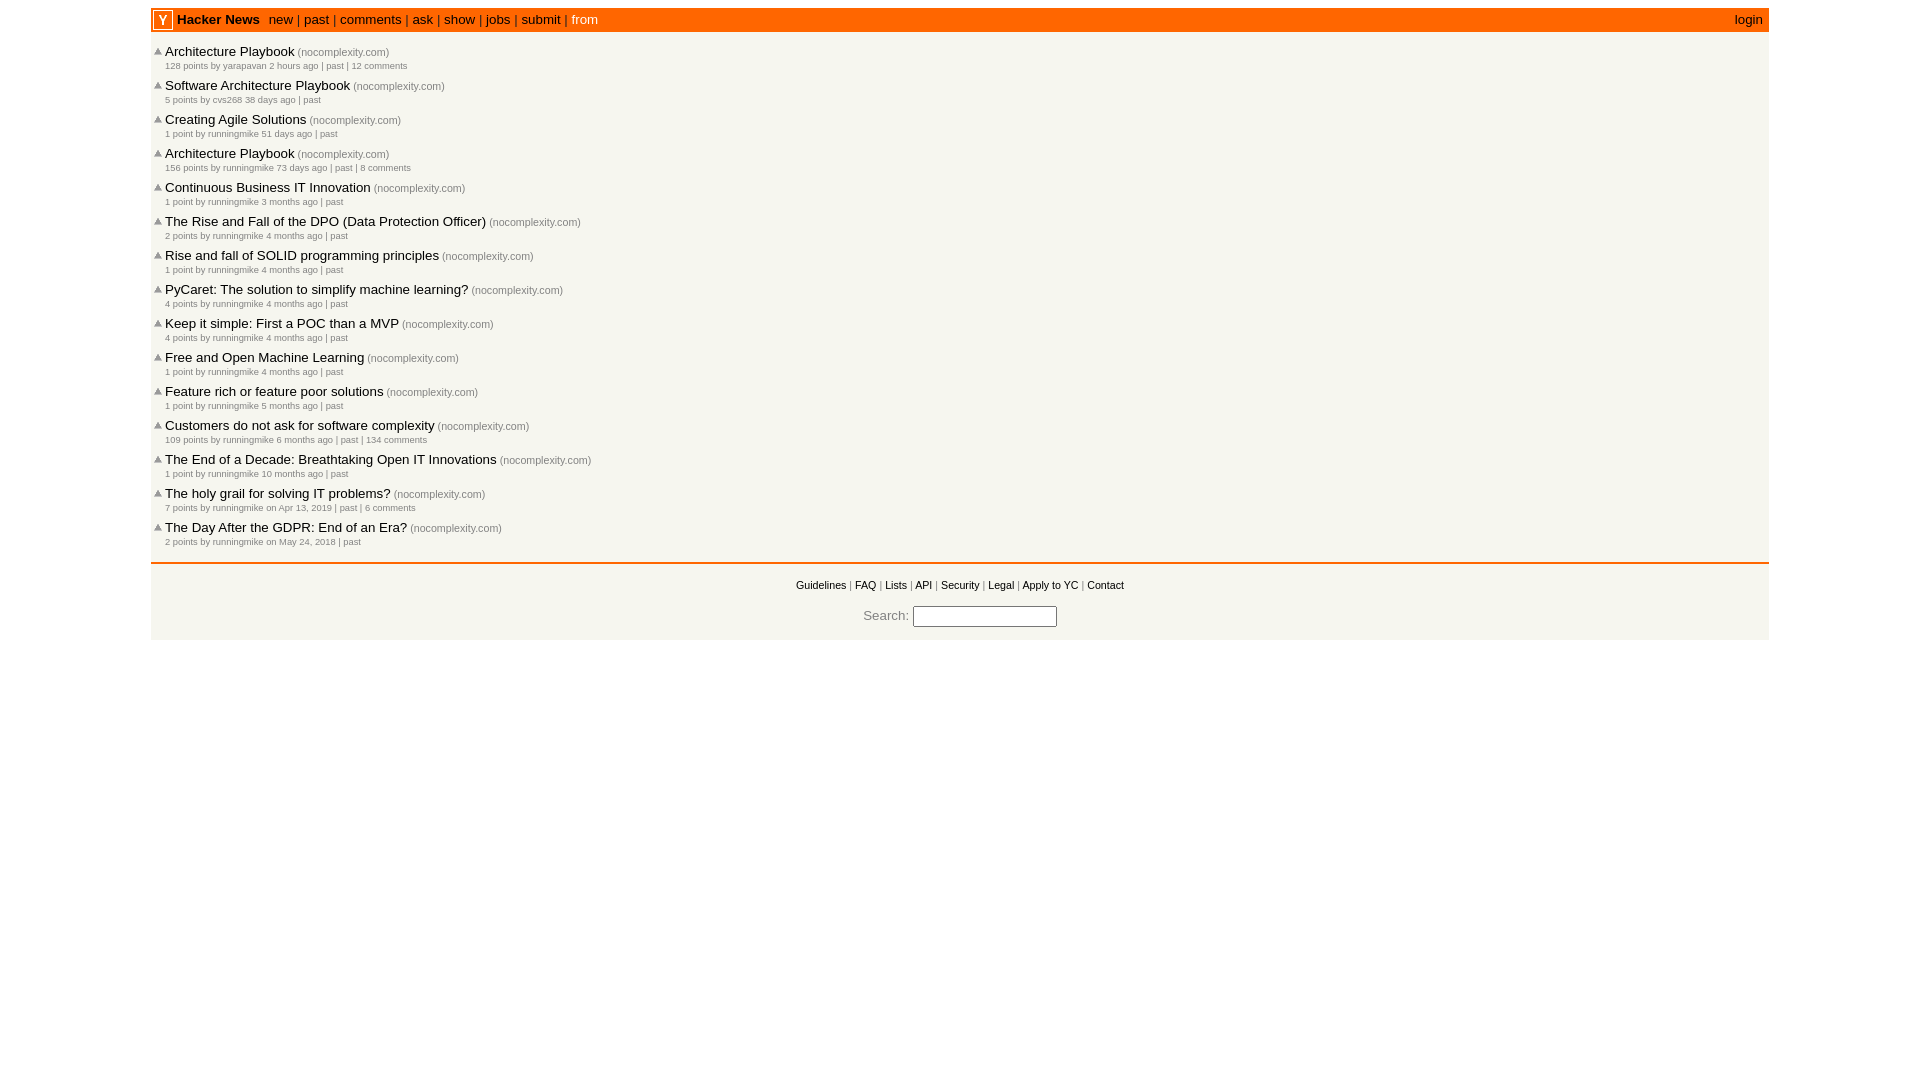 Y Hacker News new | past | comments | ask | show | jobs | submit | from login
Architecture Playbook (nocomplexity.com)
128 points by yarapavan 2 hours ago | past | 12 comments
Software Architecture Playbook (nocomplexity.com)
5 points by cvs268 38 days ago | past
Creating Agile Solutions (nocomplexity.com)
1 point by runningmike 51 days ago | past
Architecture Playbook (nocomplexity.com)
156 points by runningmike 73 days ago | past | 8 comments
Continuous Business IT Innovation (nocomplexity.com)
1 point by runningmike 3 months ago | past
The Rise and Fall of the DPO (Data Protection Officer) (nocomplexity.com)
2 points by runningmike 4 months ago | past
Rise and fall of SOLID programming principles (nocomplexity.com)
1 point by runningmike 4 months ago | past
PyCaret: The solution to simplify machine learning? (nocomplexity.com)
4 points by runningmike 4 months ago | past
Keep it simple: First a POC than a MVP (nocomplexity.com)
4 points by runningmike 4 months ago | past
Free and Open Machine Learning (nocomplexity.com)
1 point by runningmike 4 months ago | past
Feature rich or feature poor solutions (nocomplexity.com)
1 point by runningmike 5 months ago | past
Customers do not ask for software complexity (nocomplexity.com)
109 points by runningmike 6 months ago | past | 134 comments
The End of a Decade: Breathtaking Open IT Innovations (nocomplexity.com)
1 point by runningmike 10 months ago | past
The holy grail for solving IT problems? (nocomplexity.com)
7 points by runningmike on Apr 13, 2019 | past | 6 comments
The Day After the GDPR: End of an Era? (nocomplexity.com)
2 points by runningmike on May 24, 2018 | past
Guidelines | FAQ | Lists | API | Security | Legal | Apply to YC | Contact
Search: